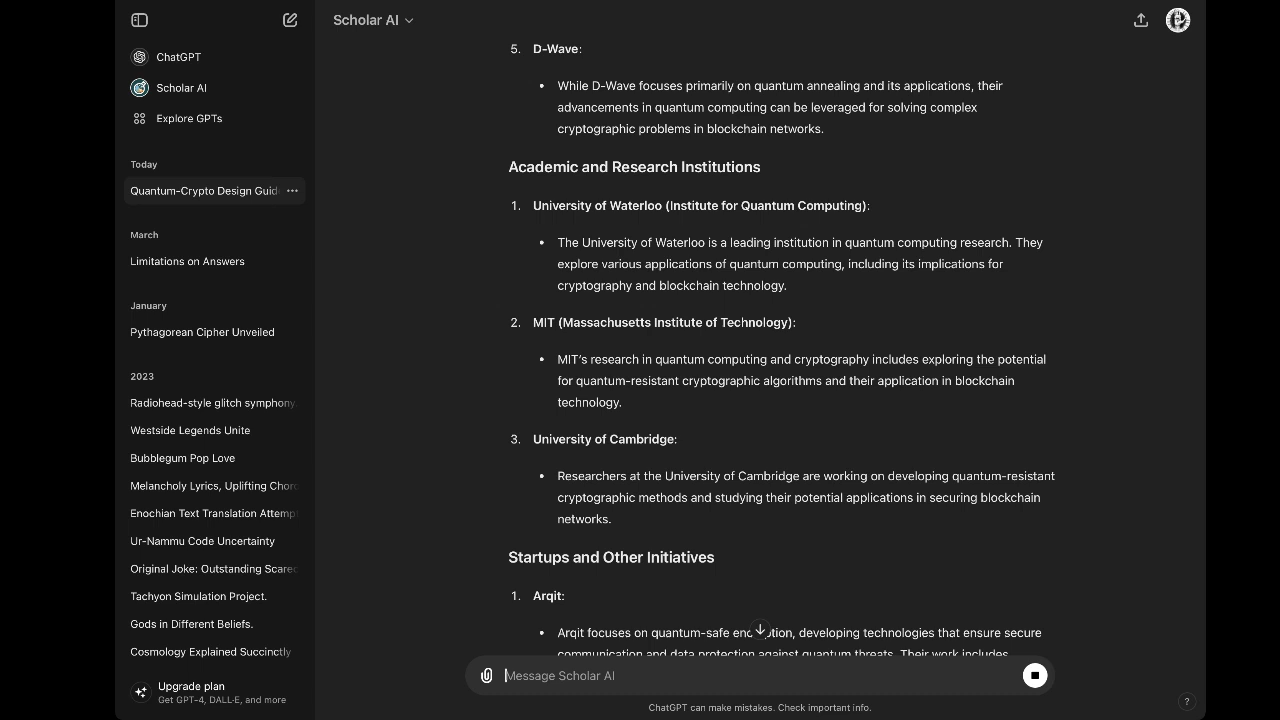 Scholar AI
ChatGPT
Scholar AI
Explore GPTs
Today
Quantum-Crypto Design Guid
March
Limitations on Answers
January
Pythagorean Cipher Unveiled
2023
Radiohead-style glitch symphony.
Westside Legends Unite
Bubblegum Pop Love
Melancholy Lyrics, Uplifting Chor
Enochian Text Translation Attempt
Ur-Nammu Code Uncertainty
Original Joke: Outstanding Scarec
Tachyon Simulation Project.
Gods in Different Beliefs.
Cosmology Explained Succinctly
Upgrade plan
Get GPT-4, DALL·E, and more
5. D-Wave:
• While D-Wave focuses primarily on quantum annealing and its applications, their
advancements in quantum computing can be leveraged for solving complex
cryptographic problems in blockchain networks.
Academic and Research Institutions
1. University of Waterloo (Institute for Quantum Computing):
• The University of Waterloo is a leading institution in quantum computing research. They
explore various applications of quantum computing, including its implications for
cryptography and blockchain technology.
2. MIT (Massachusetts Institute of Technology):
• MIT's research in quantum computing and cryptography includes exploring the potential
for quantum-resistant cryptographic algorithms and their application in blockchain
technology.
3. University of Cambridge:
• Researchers at the University of Cambridge are working on developing quantum-resistant
cryptographic methods and studying their potential applications in securing blockchain
networks.
Startups and Other Initiatives
1. Arqit:
• Arqit focuses on quantum-safe encryption, developing technologies that ensure secure
communication and data protection against quantum threats. Their work includes
Message Scholar AI
ChatGPT can make mistakes. Check important info.
?